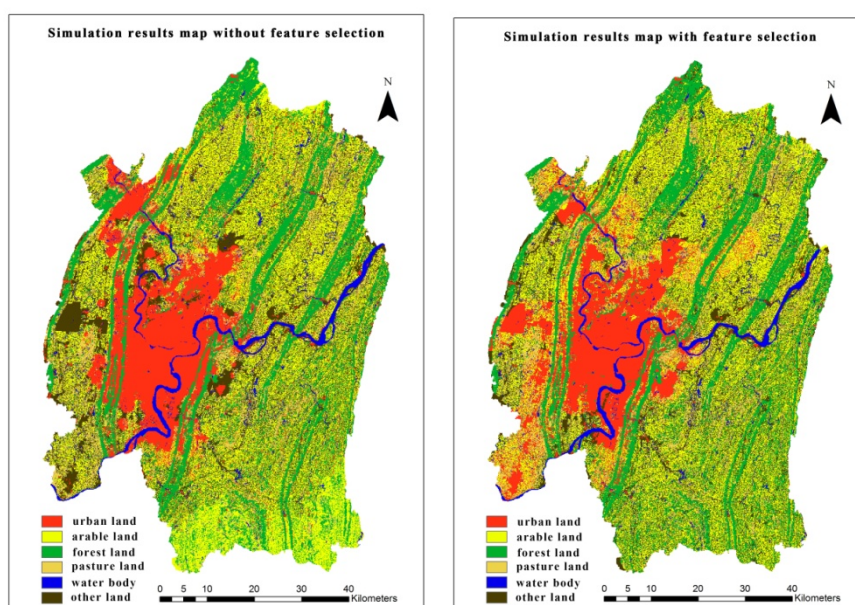 Simulation results map without feature selection
N
urban land
arable land
forest land
pasture land
water body
other land
0 5 10 20 30 40
Kilometers
Simulation results map with feature selection
N
urban land
arable land
forest land
pasture land
water body
other land
0 5 10 20 30 40
Kilometers